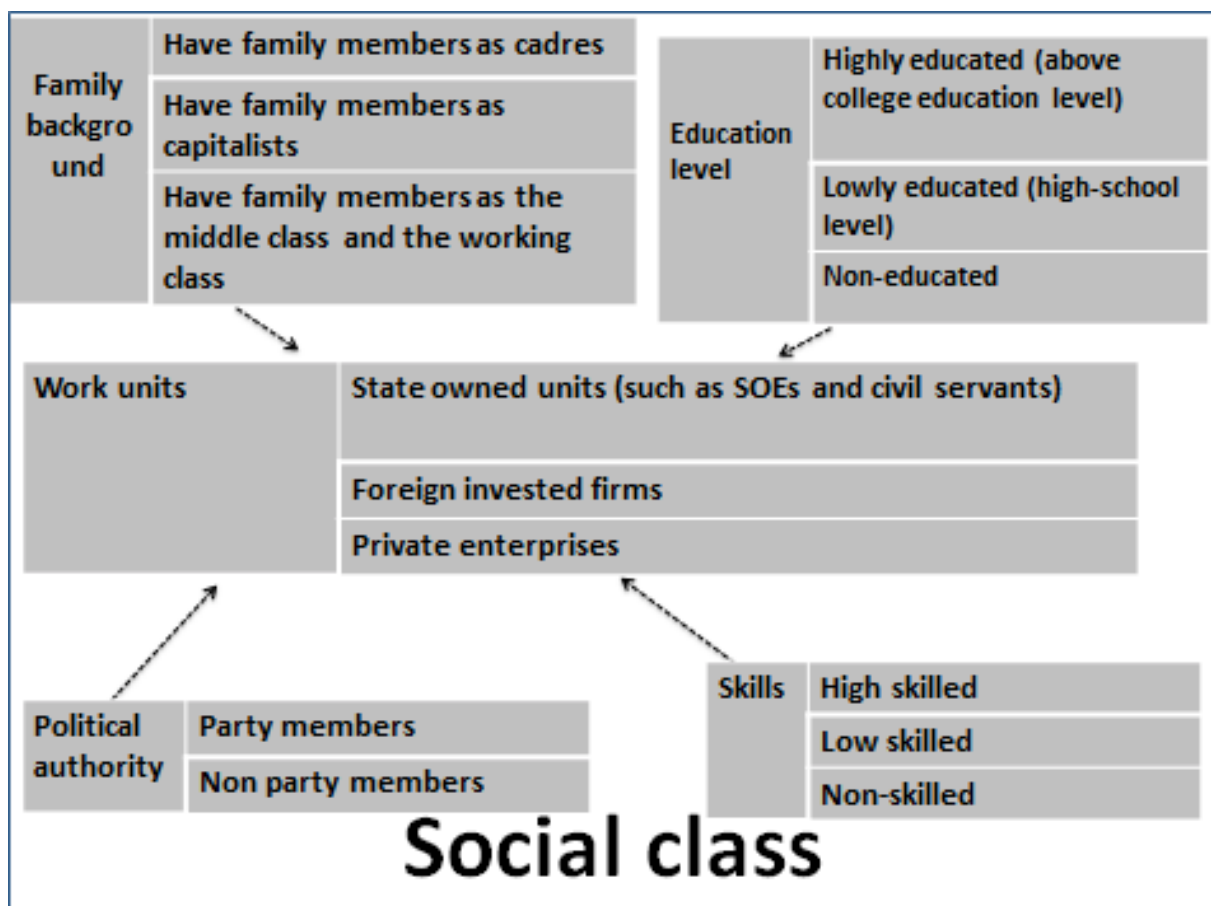 Family
backgro
und
Have family members as cadres
Have family members as
capitalists
Have family members as the
middle class and the working
class
Education
level
Highly educated (above
college education level)
Lowly educated (high-school
level)
Non-educated
Work units
State owned units (such as SOEs and civil servants)
Foreign invested firms
Private enterprises
Political
authority
Party members
Non party members
Skills
High skilled
Low skilled
Non-skilled
Social class